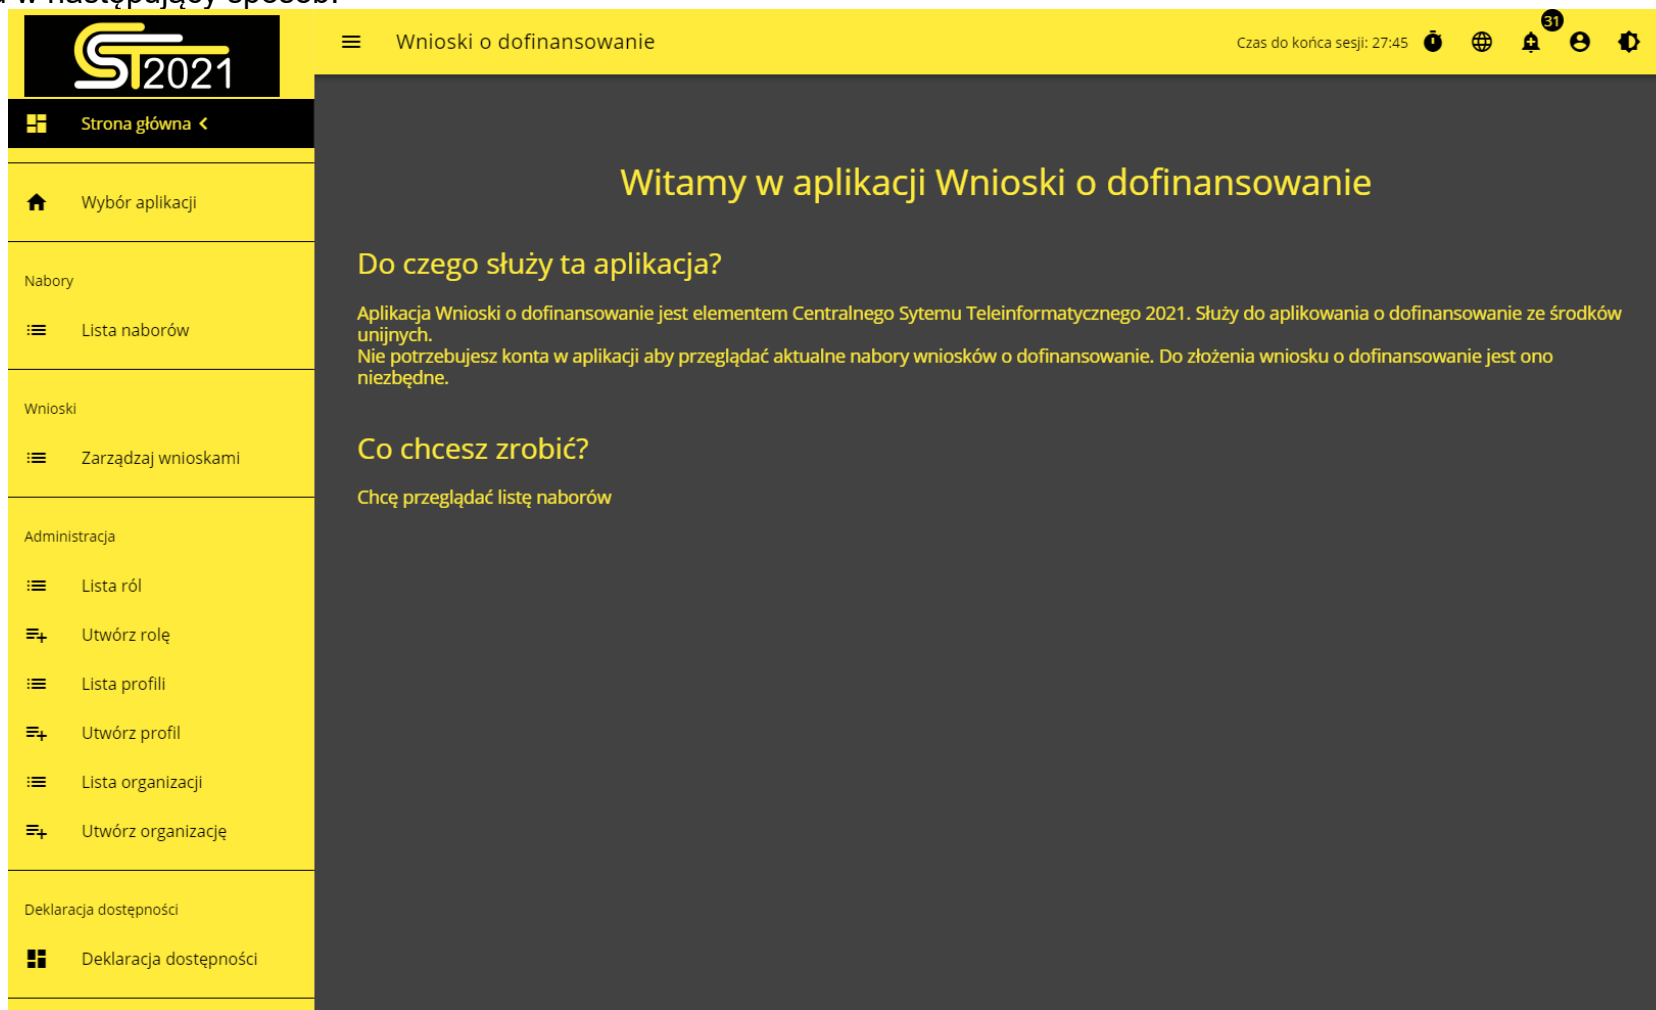 w następujący sposób:
ST2021
Wnioski o dofinansowanie
Czas do końca sesji: 27:45
31
Strona główna
Wybór aplikacji
Nabory
Lista naborów
Wnioski
Zarządzaj wnioskami
Administracja
Lista ról
Utwórz rolę
Lista profili
Utwórz profil
Lista organizacji
Utwórz organizację
Deklaracja dostępności
Deklaracja dostępności
Witamy w aplikacji Wnioski o dofinansowanie
Do czego służy ta aplikacja?
Aplikacja Wnioski o dofinansowanie jest elementem Centralnego Sytemu Teleinformatycznego 2021. Służy do aplikowania o dofinansowanie ze środków
unijnych.
Nie potrzebujesz konta w aplikacji aby przeglądać aktualne nabory wniosków o dofinansowanie. Do złożenia wniosku o dofinansowanie jest ono
niezbędne.
Co chcesz zrobić?
Chcę przeglądać listę naborów